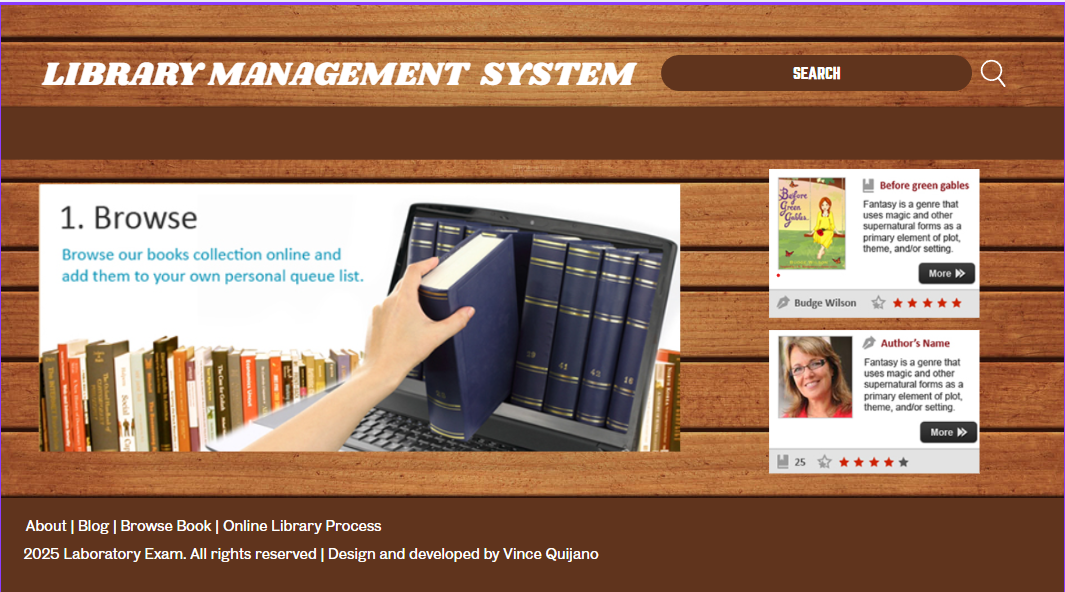 LIBRARY MANAGEMENT SYSTEM
SEARCH
1. Browse
Browse our books collection online and
add them to your own personal queue list.
Before
Green
Gables
Before green gables
Fantasy is a genre that
uses magic and other
supernatural forms as a
primary element of plot,
theme, and/or setting.
More
Budge Wilson
Author's Name
Fantasy is a genre that
uses magic and other
supernatural forms as a
primary element of plot,
theme, and/or setting.
More
25
About | Blog | Browse Book | Online Library Process
2025 Laboratory Exam. All rights reserved | Design and developed by Vince Quijano